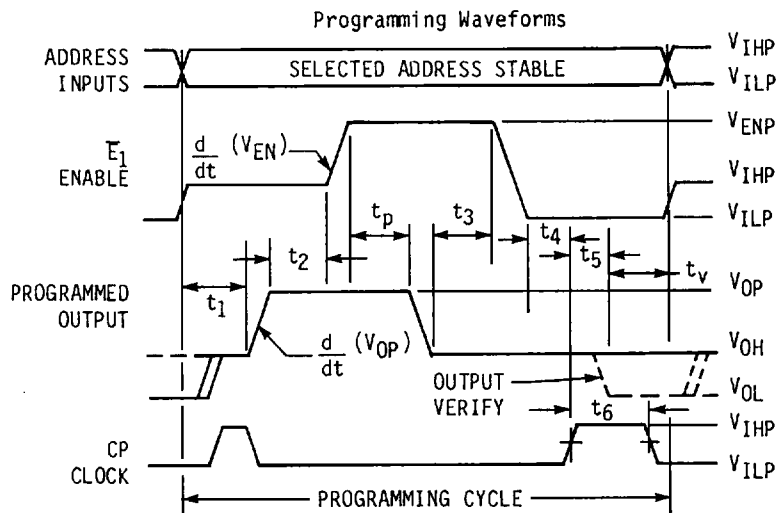 Programming Waveforms
ADDRESS
INPUTS
SELECTED ADDRESS STABLE
V_IHP
V_ILP
E̅_1
ENABLE
d/dt (V_EN)
V_ENP
V_IHP
V_ILP
t_p
t_3
t_4
t_2
t_5
t_1
t_v
PROGRAMMED
OUTPUT
V_OP
d/dt (V_OP)
V_OH
OUTPUT
VERIFY
V_OL
t_6
CP
CLOCK
V_IHP
V_ILP
PROGRAMMING CYCLE